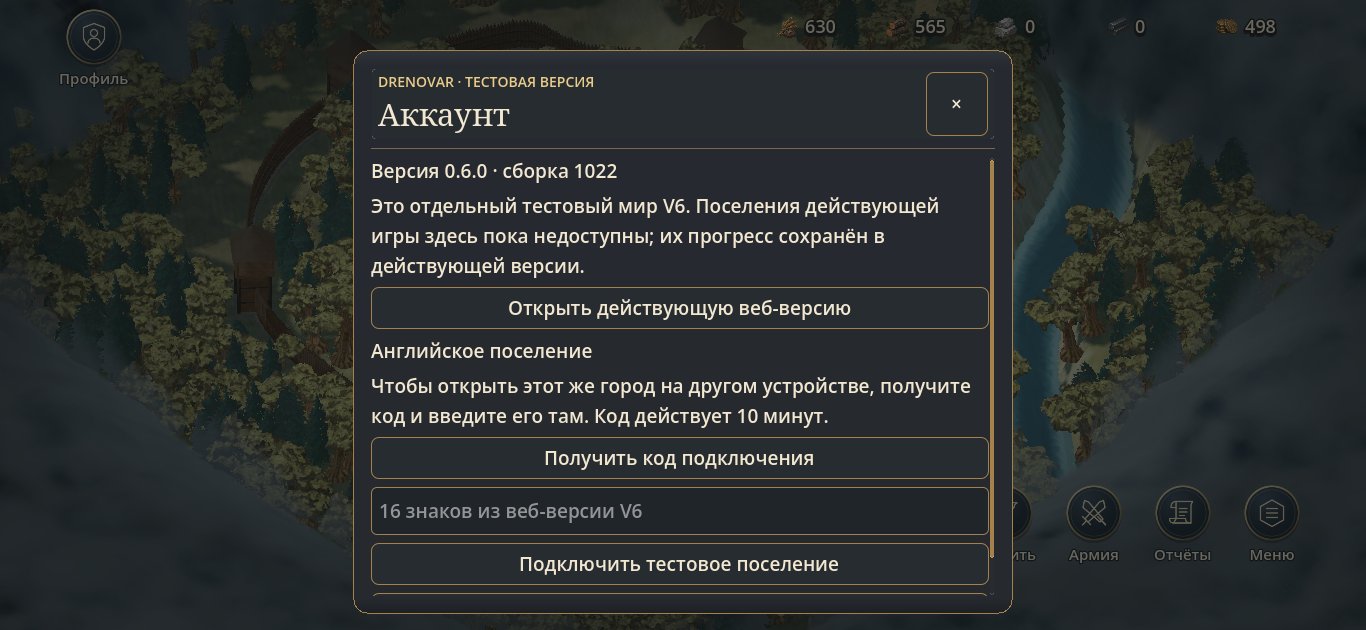 630
565
0
0
498
Профиль
DRENOVAR · ТЕСТОВАЯ ВЕРСИЯ
Аккаунт
×
Версия 0.6.0 · сборка 1022
Это отдельный тестовый мир V6. Поселения действующей
игры здесь пока недоступны; их прогресс сохранён в
действующей версии.
Открыть действующую веб-версию
Английское поселение
Чтобы открыть этот же город на другом устройстве, получите
код и введите его там. Код действует 10 минут.
Получить код подключения
16 знаков из веб-версии V6
Подключить тестовое поселение
ить
Армия
Отчёты
Меню